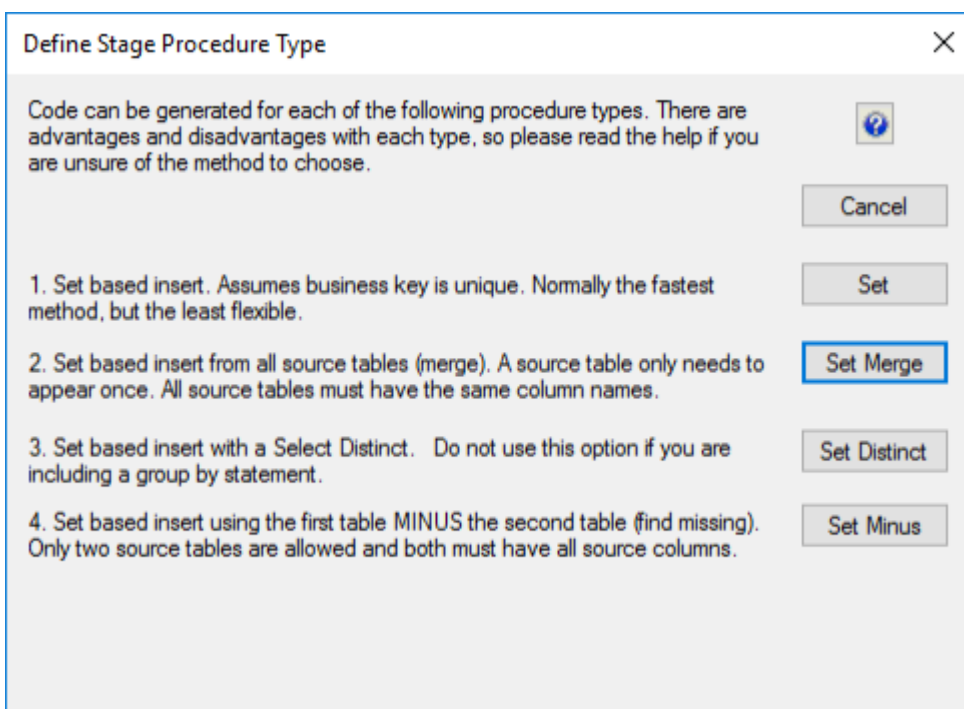 Define Stage Procedure Type
Code can be generated for each of the following procedure types. There are
advantages and disadvantages with each type, so please read the help if you
are unsure of the method to choose.
Cancel
1. Set based insert. Assumes business key is unique. Normally the fastest
method, but the least flexible.
Set
2. Set based insert from all source tables (merge). A source table only needs to
appear once. All source tables must have the same column names.
Set Merge
3. Set based insert with a Select Distinct.   Do not use this option if you are
including a group by statement.
Set Distinct
4. Set based insert using the first table MINUS the second table (find missing).
Only two source tables are allowed and both must have all source columns.
Set Minus